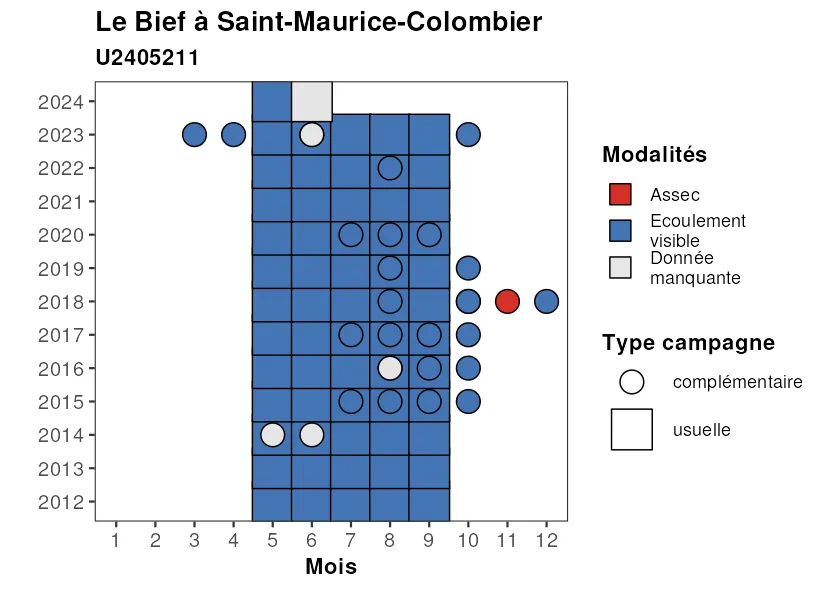 Le Bief à Saint-Maurice-Colombier
U2405211
2024
2023
2022
2021
2020
2019
2018
2017
2016
2015
2014
2013
2012
1 2 3 4 5 6 7 8 9 10 11 12
Mois
Modalités
Assec
Ecoulement
visible
Donnée
manquante
Type campagne
complémentaire
usuelle